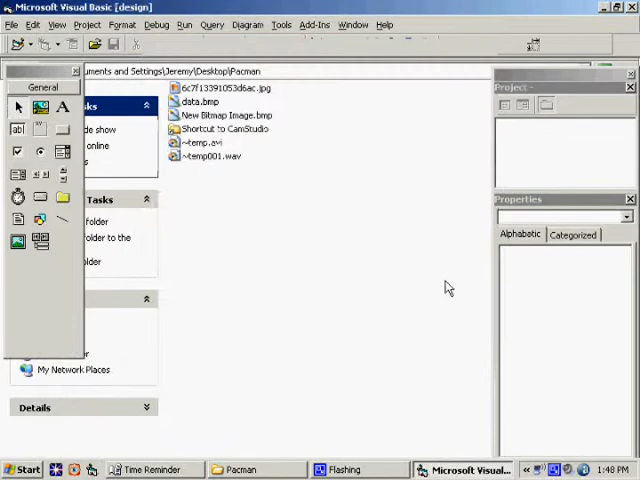 Microsoft Visual Basic [design]
File Edit View Project Format Debug Run Query Diagram Tools Add-Ins Window Help
uments and Settings\Jeremy\Desktop\Pacman
Project -
General
sks
de show
online
s
Tasks
folder
folder to the
older
r
My Network Places
Details
6c7f13391053d6ac.jpg
data.bmp
New Bitmap Image.bmp
Shortcut to CamStudio
~temp.avi
~temp001.wav
Properties
Alphabetic Categorized
Start Time Reminder Pacman Flashing Microsoft Visual... « 1:48 PM